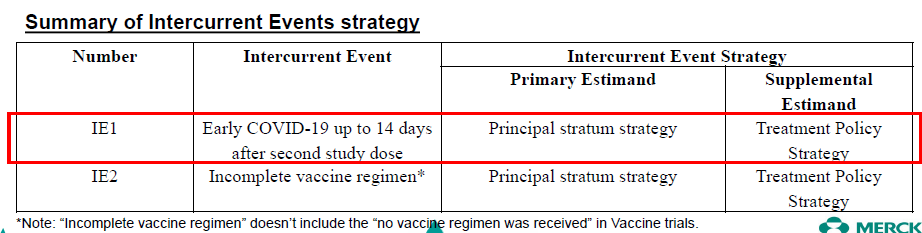 Summary of Intercurrent Events strategy
Number Intercurrent Event Intercurrent Event Strategy
Primary Estimand Supplemental
Estimand
IE1 Early COVID-19 up to 14 days Principal stratum strategy Treatment Policy
after second study dose Strategy
IE2 Incomplete vaccine regimen* Principal stratum strategy Treatment Policy
Strategy
*Note: “Incomplete vaccine regimen” doesn’t include the “no vaccine regimen was received” in Vaccine trials.
MERCK